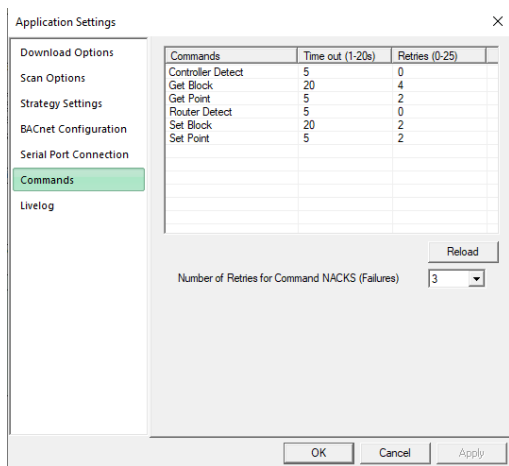 Application Settings
Download Options
Scan Options
Strategy Settings
BACnet Configuration
Serial Port Connection
Commands
Livelog
Commands Time out (1-20s) Retries (0-25)
Controller Detect 5 0
Get Block 20 4
Get Point 5 2
Router Detect 5 0
Set Block 20 2
Set Point 5 2
Reload
Number of Retries for Command NACKS (Failures) 3
OK Cancel Apply